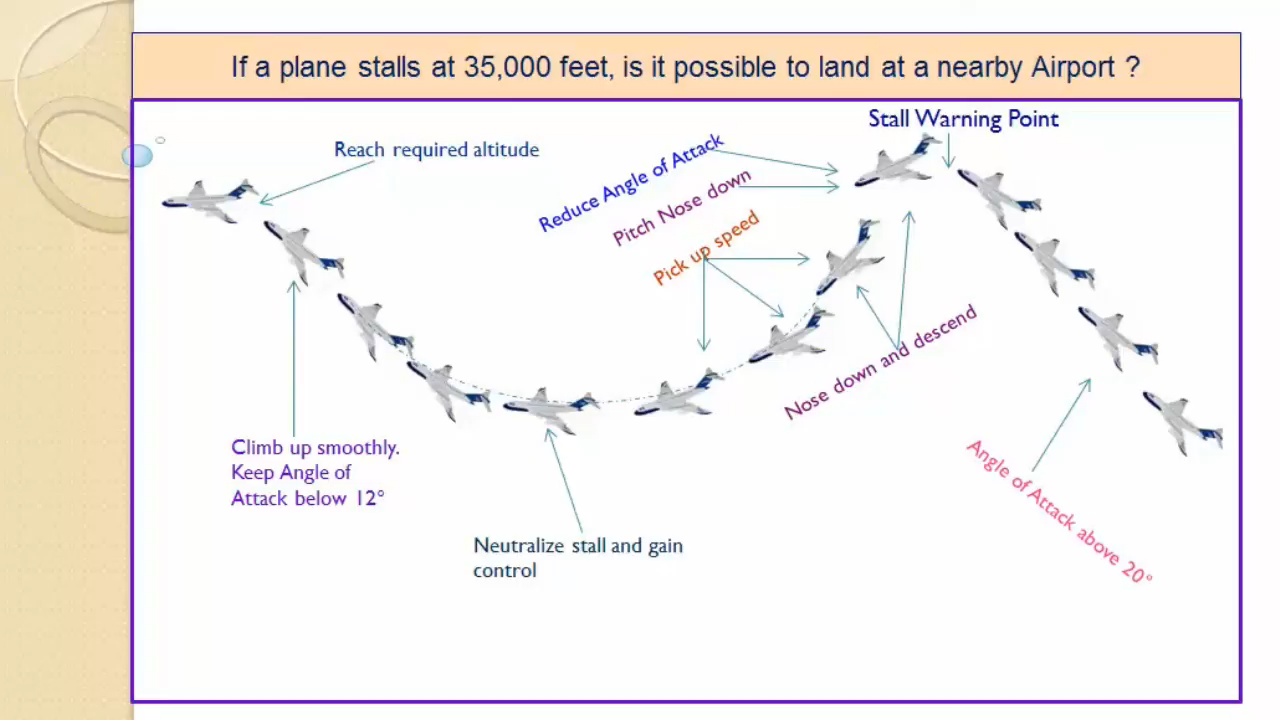 If a plane stalls at 35,000 feet, is it possible to land at a nearby Airport ?
Stall Warning Point
Reach required altitude
Reduce Angle of Attack
Pitch Nose down
Pick up speed
Nose down and descend
Climb up smoothly.
Keep Angle of
Attack below 12°
Angle of Attack above 20°
Neutralize stall and gain
control